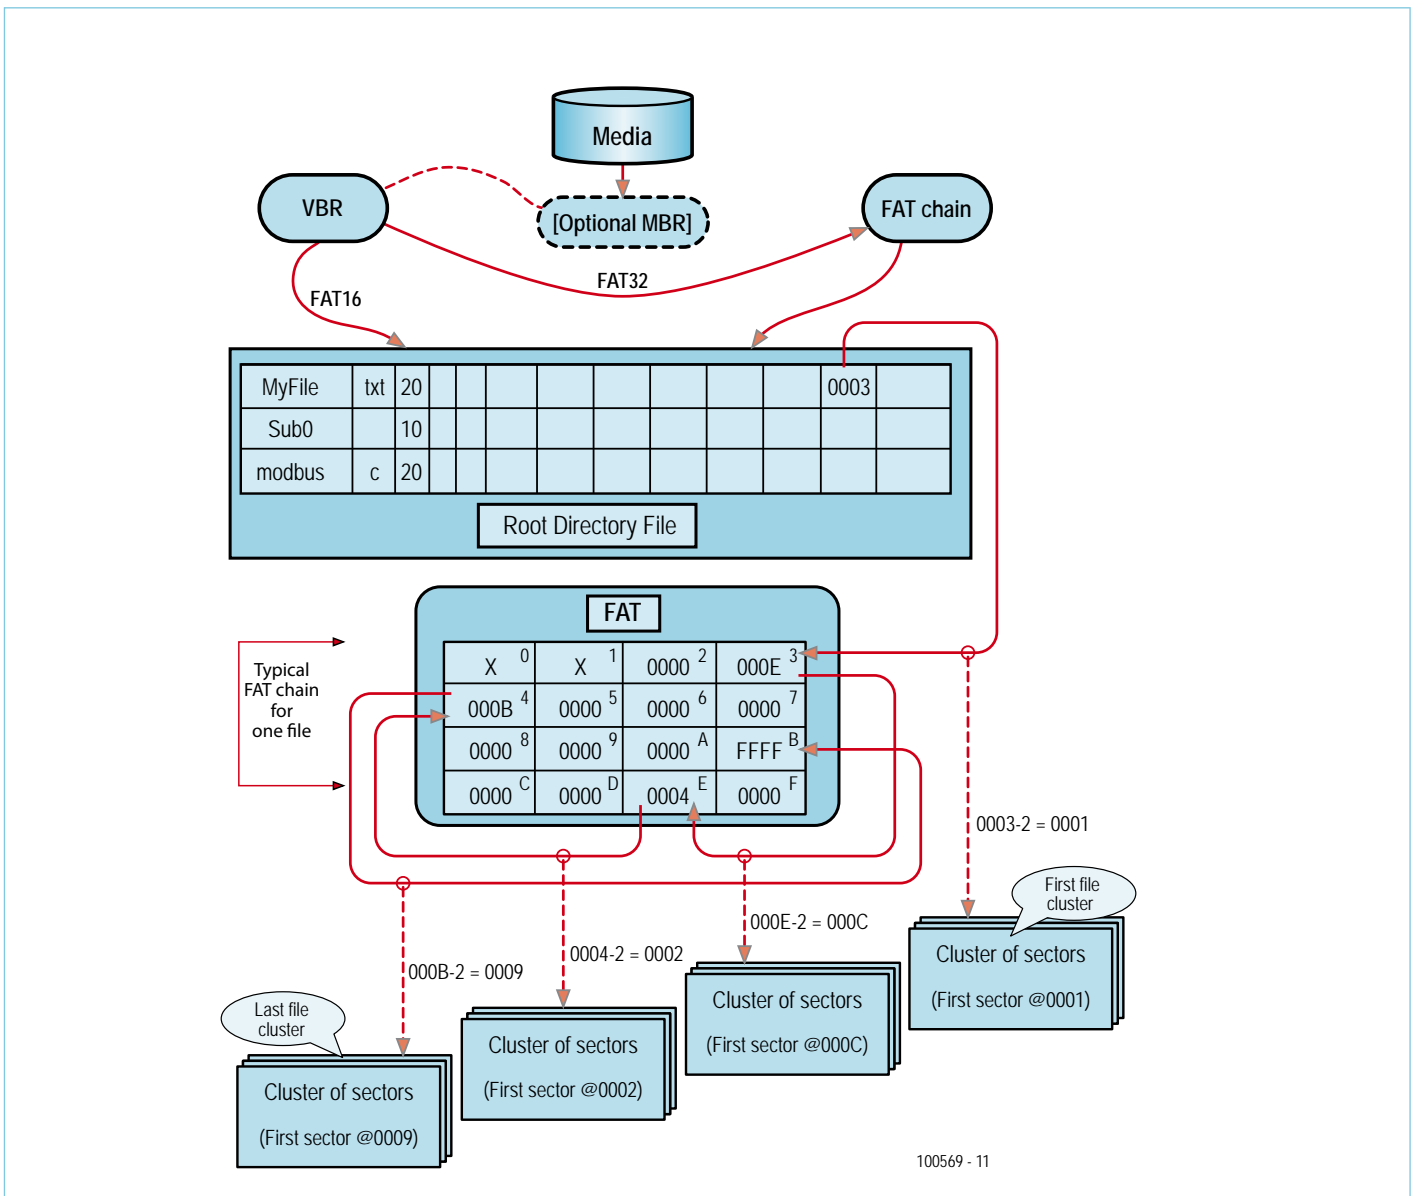 Media
VBR
[Optional MBR]
FAT chain
FAT32
FAT16
MyFile txt 20 0003
Sub0 10
modbus c 20
Root Directory File
FAT
X 0 X 1 0000 2 000E 3
000B 4 0000 5 0000 6 0000 7
0000 8 0000 9 0000 A FFFF B
0000 C 0000 D 0004 E 0000 F
Typical
FAT chain
for
one file
0003-2 = 0001
000E-2 = 000C
0004-2 = 0002
000B-2 = 0009
First file
cluster
Cluster of sectors
(First sector @0001)
Cluster of sectors
(First sector @000C)
Cluster of sectors
(First sector @0002)
Last file
cluster
Cluster of sectors
(First sector @0009)
100569 - 11